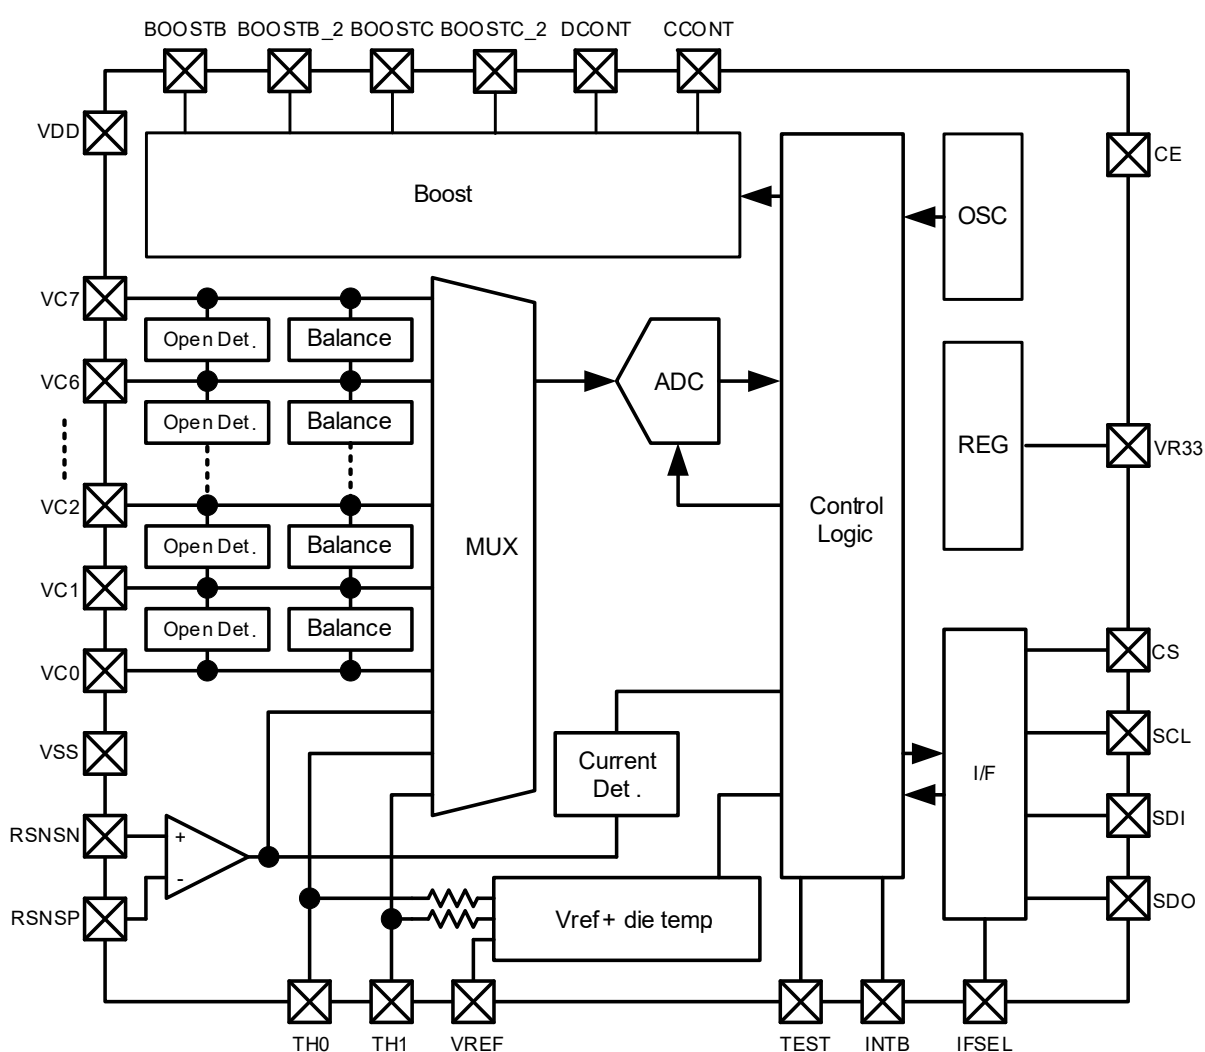 BOOSTB BOOSTB_2 BOOSTC BOOSTC_2 DCONT CCONT
VDD
CE
Boost
OSC
VC7
Open Det.
Balance
VC6
ADC
Open Det.
Balance
REG
VR33
VC2
Control
Logic
Open Det.
Balance
MUX
VC1
Open Det.
Balance
VC0
CS
VSS
SCL
Current
Det.
I/F
RSNSN
+
-
SDI
RSNSP
Vref+ die temp
SDO
TH0 TH1 VREF TEST INTB IFSEL